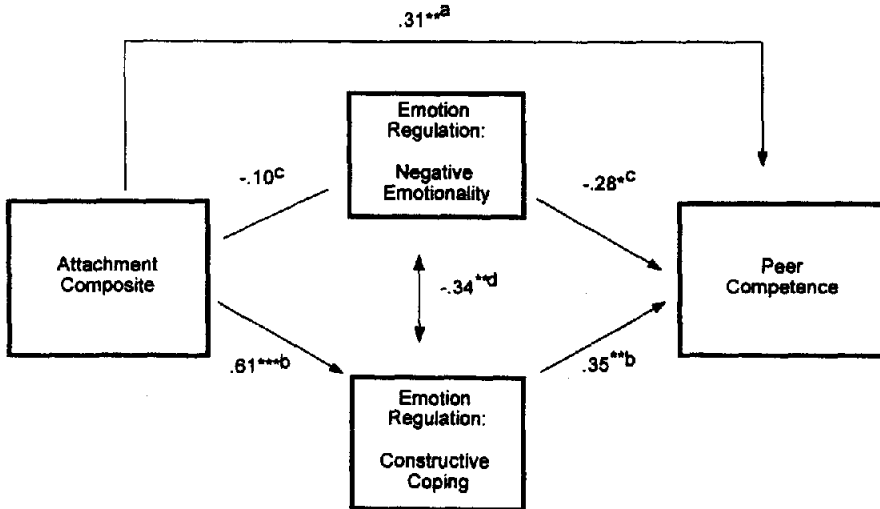 .31**a
Emotion
Regulation:
Negative
Emotionality
-.10c
-.28*c
Attachment
Composite
Peer
Competence
-.34**d
.61***b
.35**b
Emotion
Regulation:
Constructive
Coping